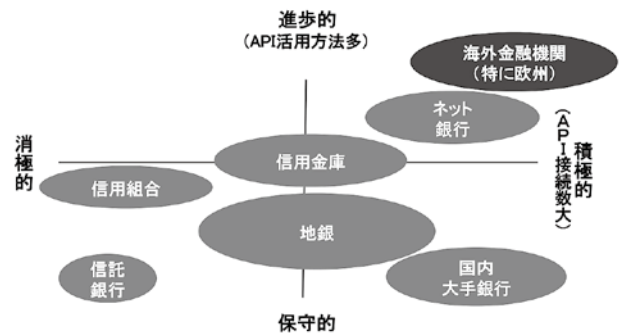 進歩的
(API活用方法多)
海外金融機関
(特に欧州)
ネット
銀行
消極的
信用金庫
積極的
(API接続数大)
信用組合
地銀
信託
銀行
国内
大手銀行
保守的